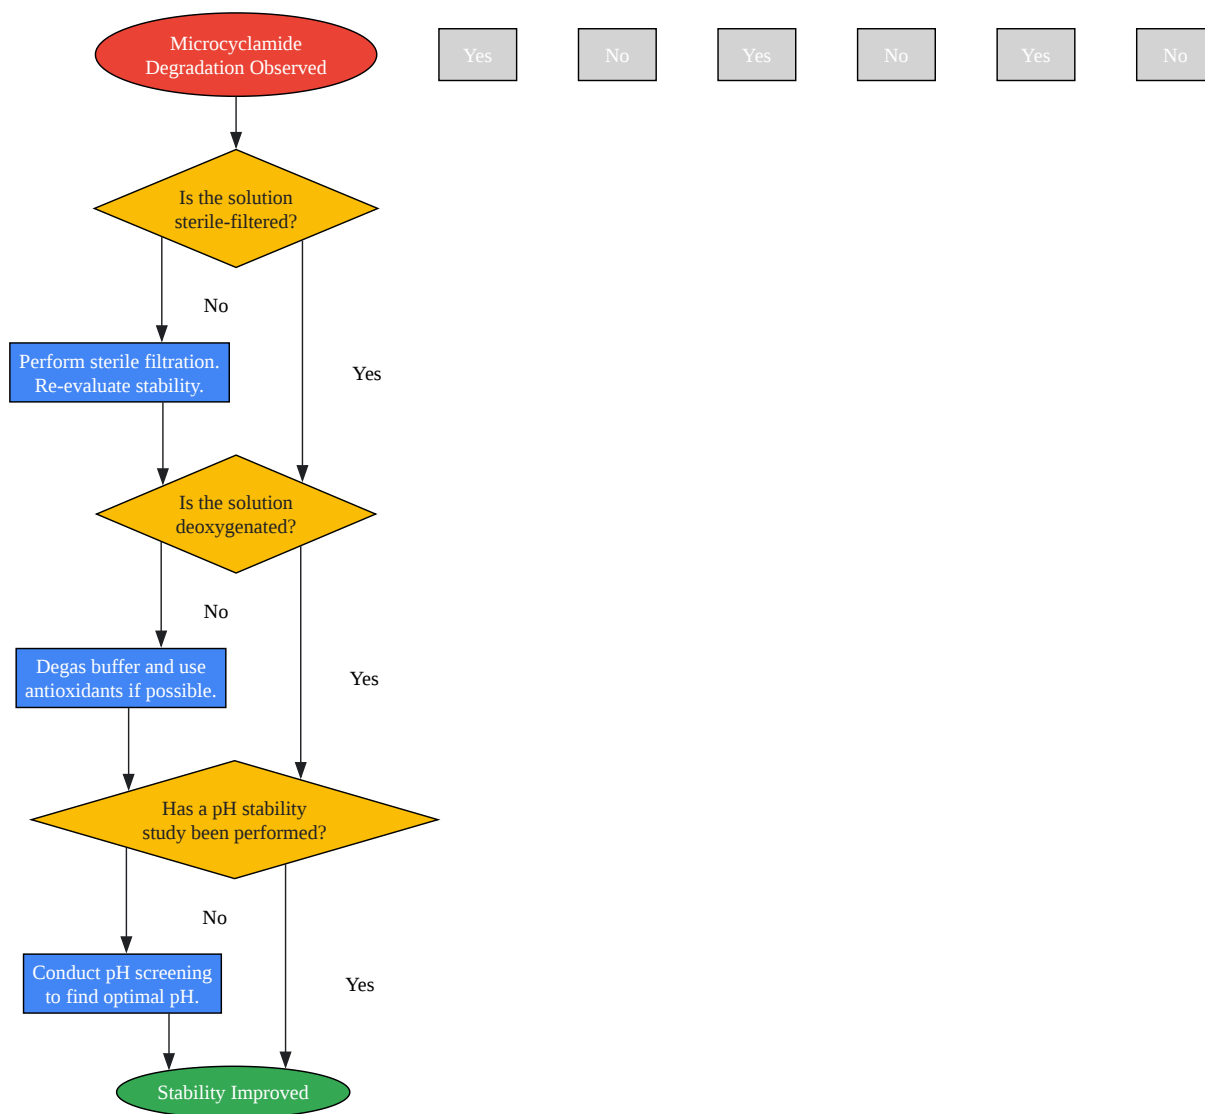 Microcyclamide
Degradation Observed
Yes
No
Yes
No
Yes
No
Is the solution
sterile-filtered?
No
Perform sterile filtration.
Re-evaluate stability.
Yes
Is the solution
deoxygenated?
No
Degas buffer and use
antioxidants if possible.
Yes
Has a pH stability
study been performed?
No
Conduct pH screening
to find optimal pH.
Yes
Stability Improved